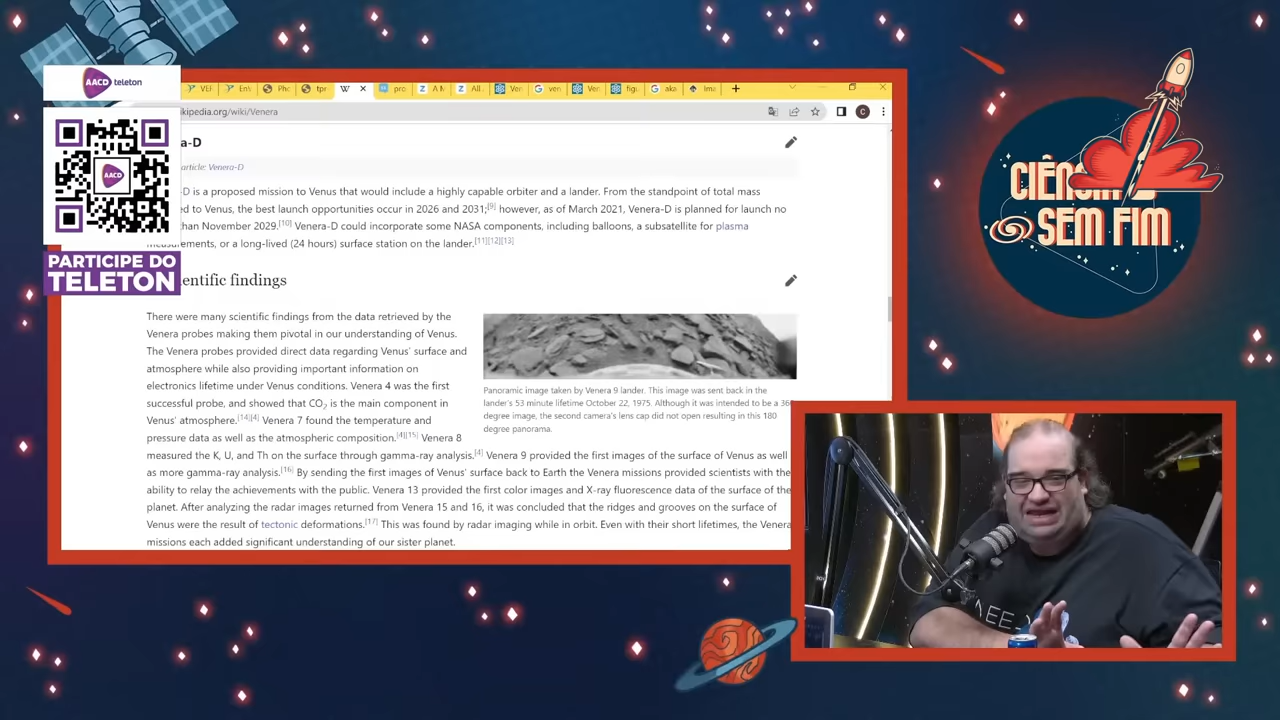 AACD teleton
AACD
PARTICIPE DO
TELETON
VEF
EnV
Phc
tpr
W
pro
A M
All
Ver
ver
Ver
figu
aka
Ima
kipedia.org/wiki/Venera
a-D
article: Venera-D
-D is a proposed mission to Venus that would include a highly capable orbiter and a lander. From the standpoint of total mass
ed to Venus, the best launch opportunities occur in 2026 and 2031;[9] however, as of March 2021, Venera-D is planned for launch no
than November 2029.[10] Venera-D could incorporate some NASA components, including balloons, a subsatellite for plasma
measurements, or a long-lived (24 hours) surface station on the lander.[11][12][13]
entific findings
There were many scientific findings from the data retrieved by the
Venera probes making them pivotal in our understanding of Venus.
The Venera probes provided direct data regarding Venus' surface and
atmosphere while also providing important information on
electronics lifetime under Venus conditions. Venera 4 was the first
successful probe, and showed that CO2 is the main component in
Venus' atmosphere.[14][4] Venera 7 found the temperature and
pressure data as well as the atmospheric composition.[4][15] Venera 8
measured the K, U, and Th on the surface through gamma-ray analysis.[4] Venera 9 provided the first images of the surface of Venus as well
as more gamma-ray analysis.[16] By sending the first images of Venus' surface back to Earth the Venera missions provided scientists with the
ability to relay the achievements with the public. Venera 13 provided the first color images and X-ray fluorescence data of the surface of the
planet. After analyzing the radar images returned from Venera 15 and 16, it was concluded that the ridges and grooves on the surface of
Venus were the result of tectonic deformations.[17] This was found by radar imaging while in orbit. Even with their short lifetimes, the Venera
missions each added significant understanding of our sister planet.
Panoramic image taken by Venera 9 lander. This image was sent back in the
lander's 53 minute lifetime October 22, 1975. Although it was intended to be a 36
degree image, the second camera's lens cap did not open resulting in this 180
degree panorama.
CIÊNCIA
SEM FIM